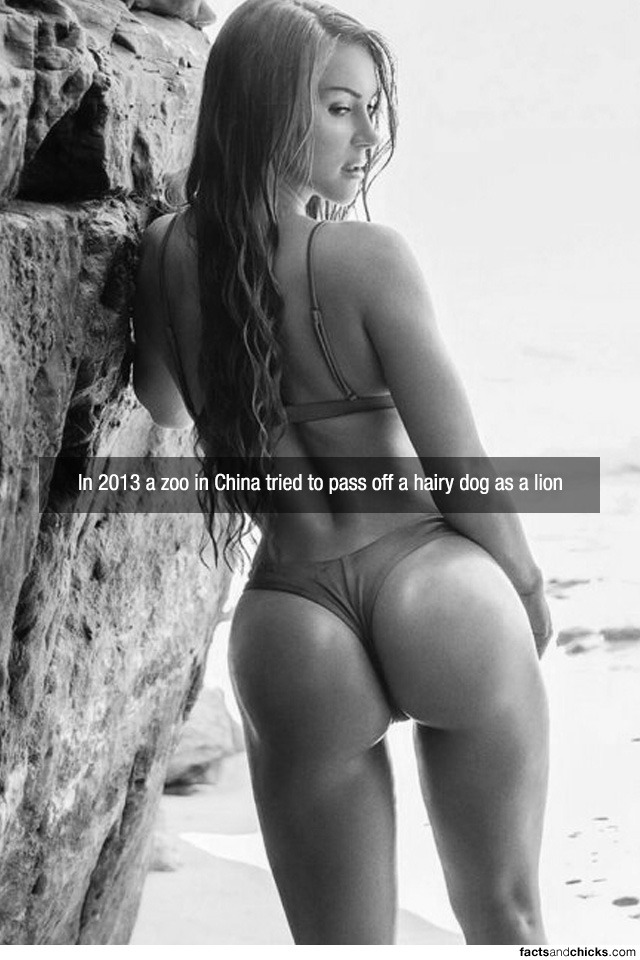 In 2013 a zoo in China tried to pass off a hairy dog as a lion
factsandchicks.com